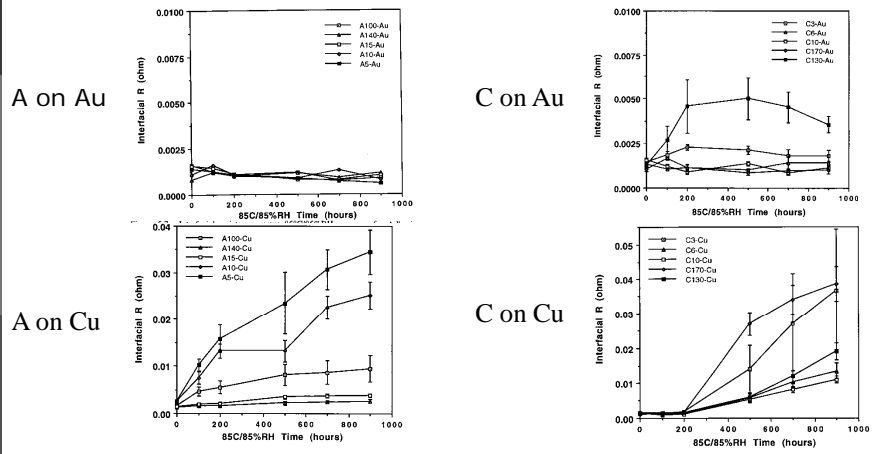 A on Au
0.0100
0.0075
0.0050
0.0025
0.0000
Interfacial R (ohm)
A100-Au
A140-Au
A15-Au
A10-Au
A5-Au
0 200 400 600 800 1000
85C/85%RH Time (hours)
C on Au
0.0100
0.0075
0.0050
0.0025
0.0000
Interfacial R (ohm)
C3-Au
C6-Au
C10-Au
C170-Au
C130-Au
0 200 400 600 800 1000
85C/85%RH Time (hours)
A on Cu
0.04
0.03
0.02
0.01
0.00
Interfacial R (ohm)
A100-Cu
A140-Cu
A15-Cu
A10-Cu
A5-Cu
0 200 400 600 800 1000
85C/85%RH Time (hours)
C on Cu
0.05
0.04
0.03
0.02
0.01
0.00
Interfacial R (ohm)
C3-Cu
C6-Cu
C10-Cu
C170-Cu
C130-Cu
0 200 400 600 800 1000
85C/85%RH Time (hours)